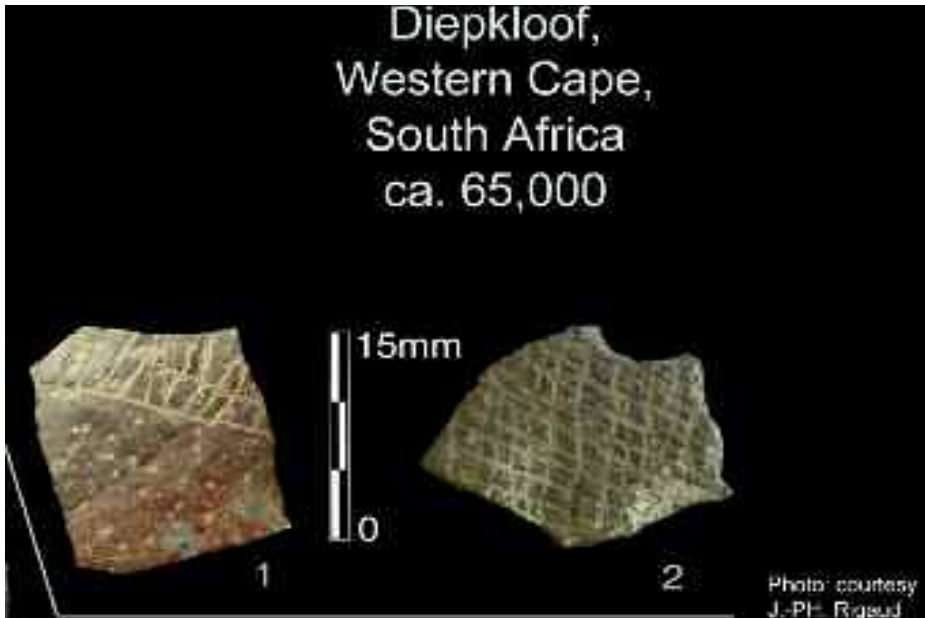 Diepkloof,
Western Cape,
South Africa
ca. 65,000
15mm
0
1
2
Photo: courtesy
J.-PH. Rigaud